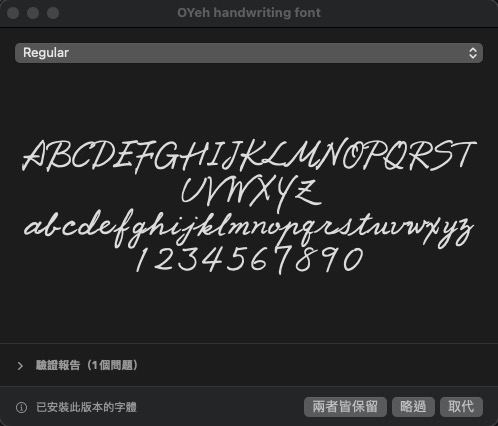 OYeh handwriting font
Regular
ABCDEFGHIJKLMNOPQRST
UVWXYZ
abcdefghijklmnopqrstuvwxyz
1234567890
驗證報告（1個問題）
已安裝此版本的字體
兩者皆保留 略過 取代